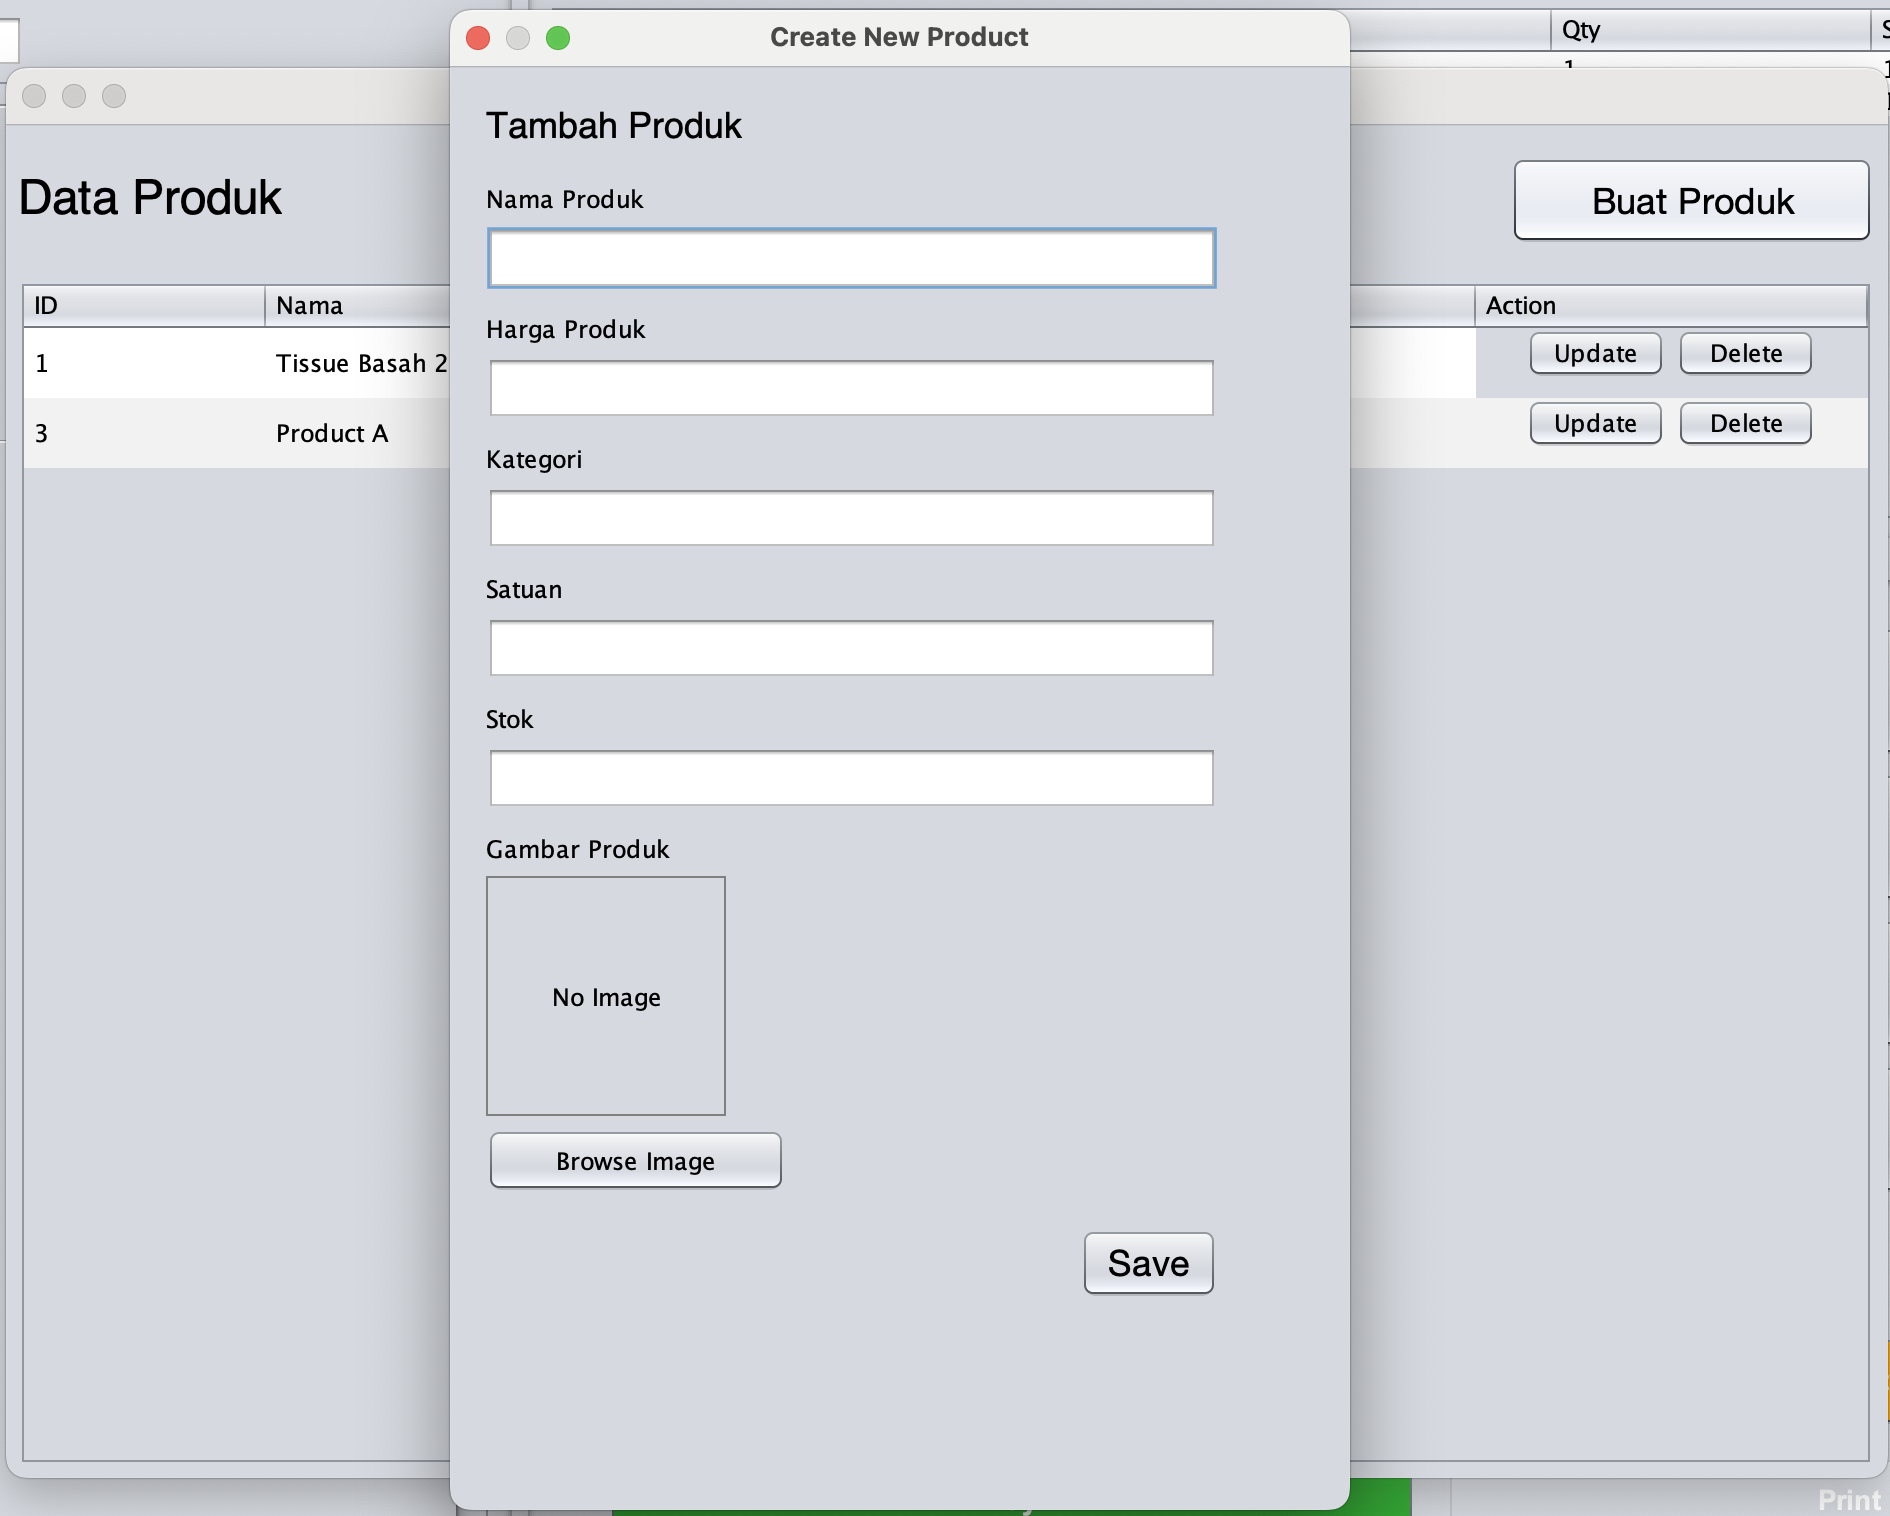 Qty
1
Create New Product
Tambah Produk
Nama Produk
Harga Produk
Kategori
Satuan
Stok
Gambar Produk
No Image
Browse Image
Save
Data Produk
Buat Produk
ID Nama Action
1 Tissue Basah 2 Update Delete
3 Product A Update Delete
Print